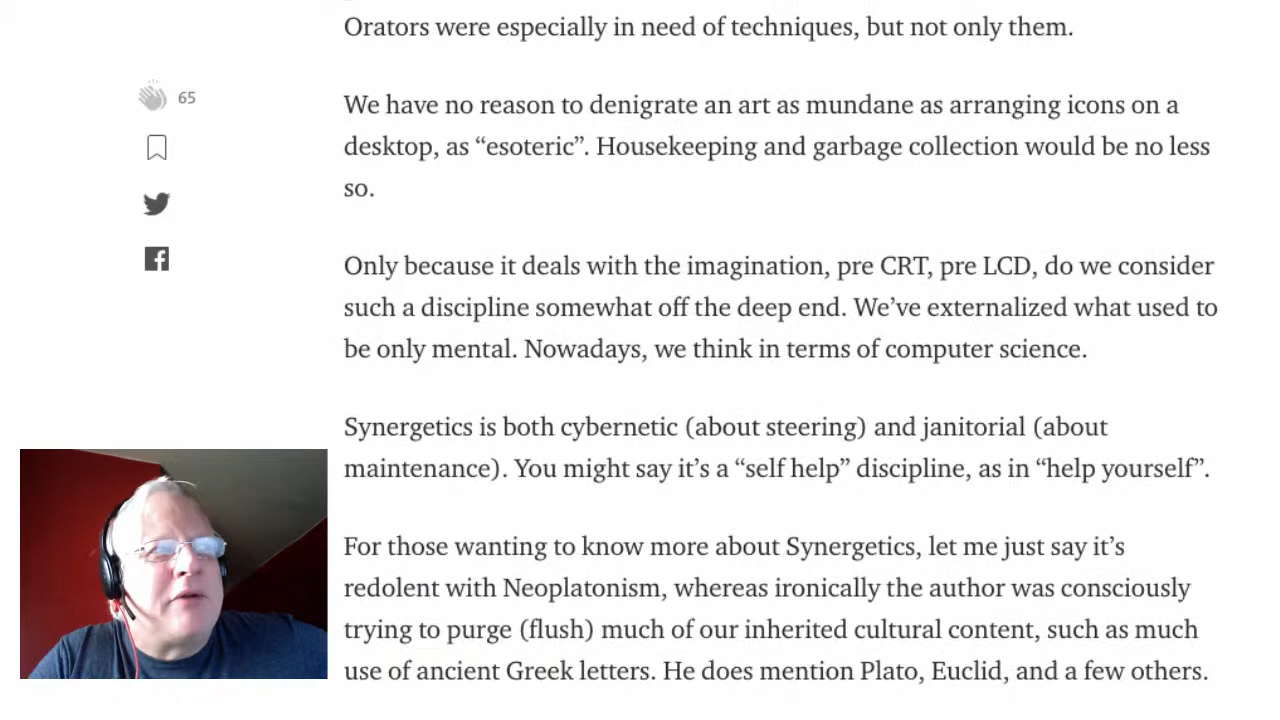 Orators were especially in need of techniques, but not only them.
65
We have no reason to denigrate an art as mundane as arranging icons on a
desktop, as “esoteric”. Housekeeping and garbage collection would be no less
so.
Only because it deals with the imagination, pre CRT, pre LCD, do we consider
such a discipline somewhat off the deep end. We’ve externalized what used to
be only mental. Nowadays, we think in terms of computer science.
Synergetics is both cybernetic (about steering) and janitorial (about
maintenance). You might say it’s a “self help” discipline, as in “help yourself”.
For those wanting to know more about Synergetics, let me just say it’s
redolent with Neoplatonism, whereas ironically the author was consciously
trying to purge (flush) much of our inherited cultural content, such as much
use of ancient Greek letters. He does mention Plato, Euclid, and a few others.